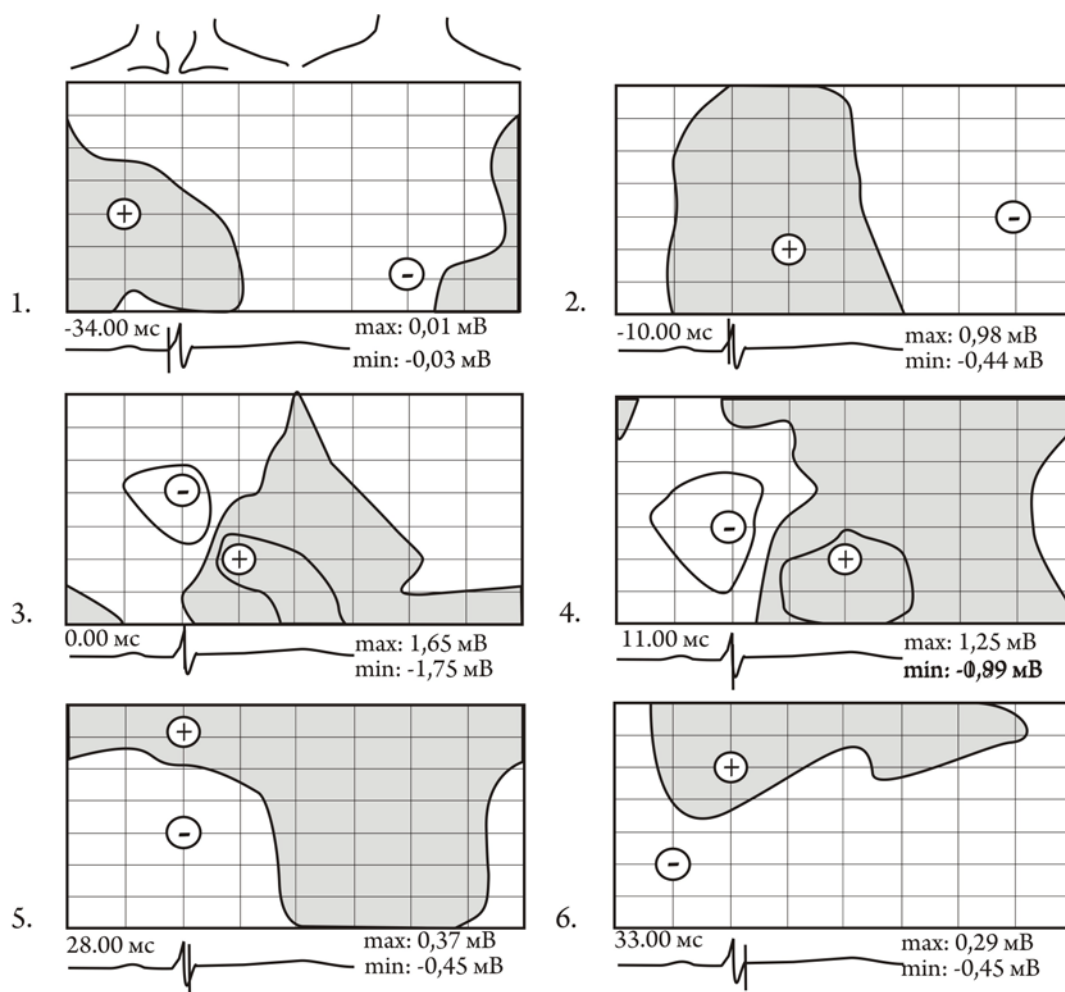 1.
-34.00 мс
max: 0,01 мВ
min: -0,03 мВ
2.
-10.00 мс
max: 0,98 мВ
min: -0,44 мВ
3.
0.00 мс
max: 1,65 мВ
min: -1,75 мВ
4.
11.00 мс
max: 1,25 мВ
min: мВ
5.
28.00 мс
max: 0,37 мВ
min: -0,45 мВ
6.
33.00 мс
max: 0,29 мВ
min: -0,45 мВ